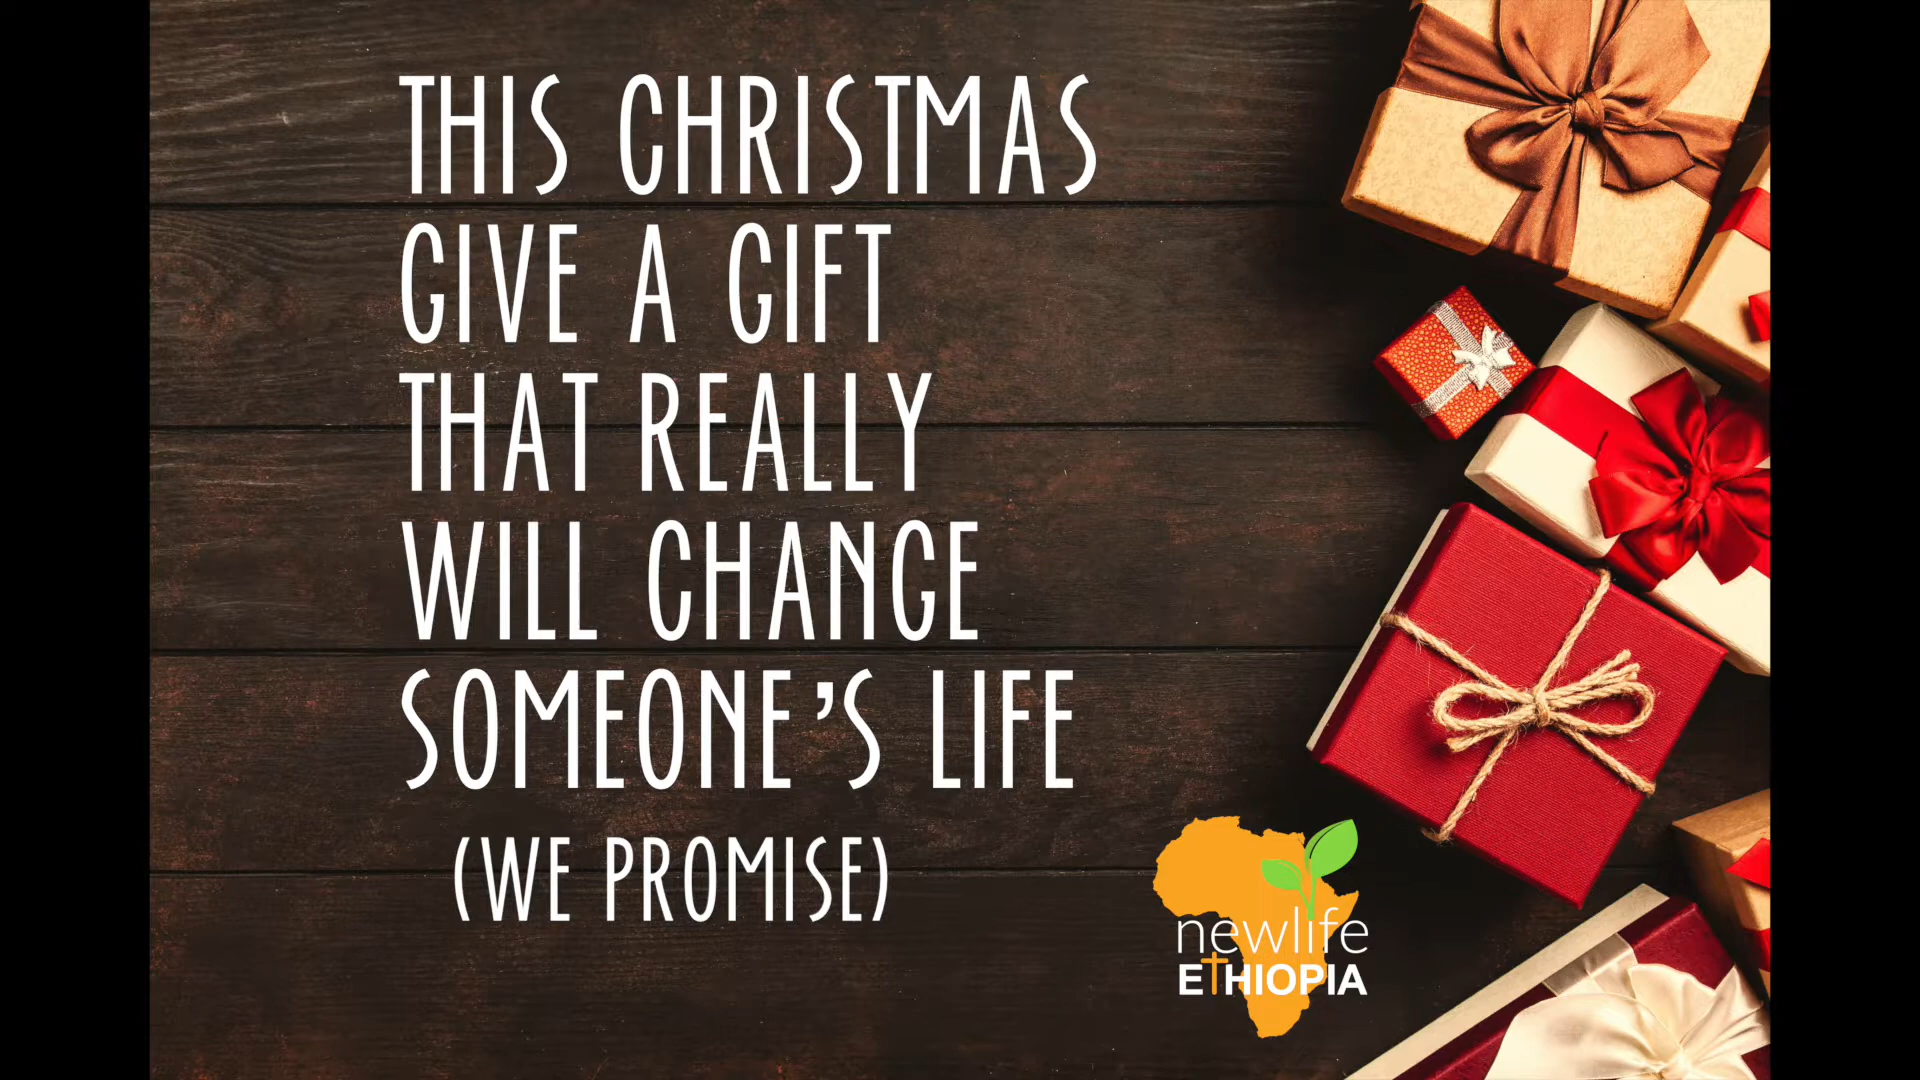 THIS CHRISTMAS
GIVE A GIFT
THAT REALLY
WILL CHANGE
SOMEONE'S LIFE
(WE PROMISE)
newlife
ETHIOPIA